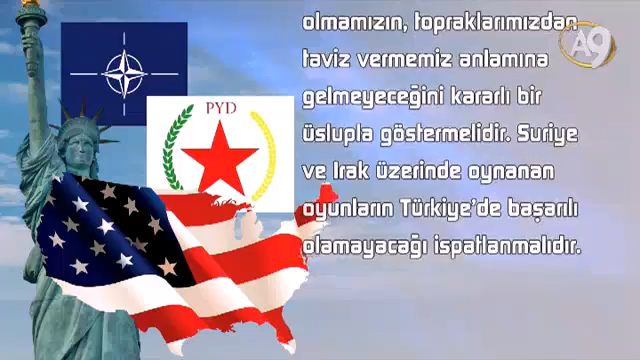 A9
olmamızın, topraklarımızdan
taviz vermemiz anlamına
gelmeyeceğini kararlı bir
üslupla göstermelidir. Suriye
ve Irak üzerinde oynanan
oyunların Türkiye'de başarılı
olamayacağı ispatlanmalıdır.
PYD